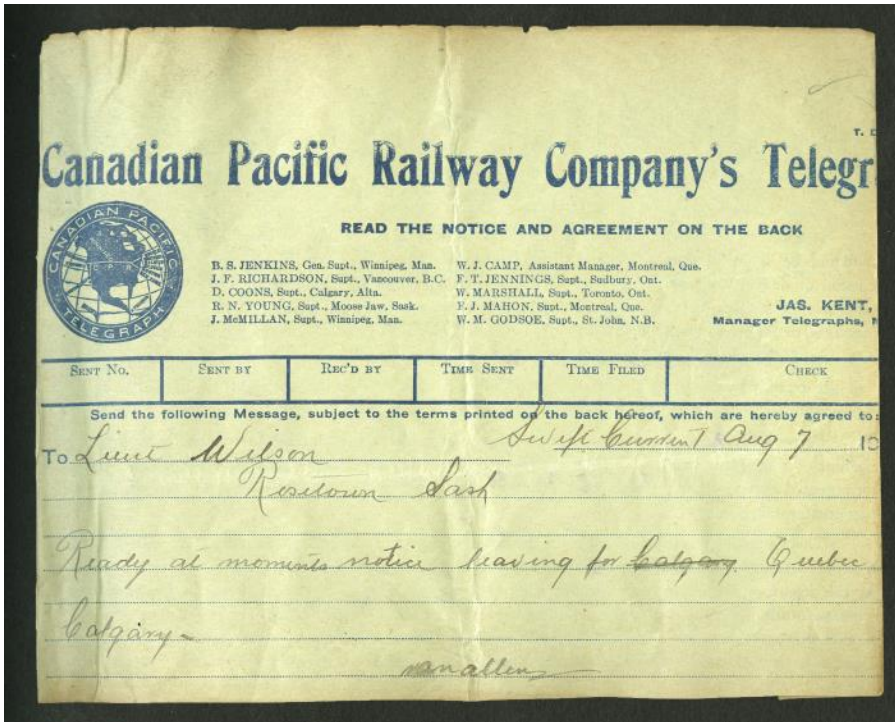 T. D
Canadian Pacific Railway Company's Telegr
CANADIAN PACIFIC
TELEGRAPH
READ THE NOTICE AND AGREEMENT ON THE BACK
B. S. JENKINS, Gen. Supt., Winnipeg, Man.
J. F. RICHARDSON, Supt., Vancouver, B.C.
D. COONS, Supt., Calgary, Alta.
R. N. YOUNG, Supt., Moose Jaw, Sask.
J. McMILLAN, Supt., Winnipeg, Man.
W. J. CAMP, Assistant Manager, Montreal, Que.
F. T. JENNINGS, Supt., Sudbury, Ont.
W. MARSHALL, Supt., Toronto, Ont.
F. J. MAHON, Supt., Montreal, Que.
W. M. GODSOE, Supt., St. John, N.B.
JAS. KENT,
Manager Telegraphs, M
SENT No. SENT BY REC'D BY TIME SENT TIME FILED CHECK
Send the following Message, subject to the terms printed on the back hereof, which are hereby agreed to:
Swift Current Aug 7 19
To Lieut Wilson
Rosetown Sask
Ready at moments notice leaving for Calgary Quebec
Calgary -
van allen